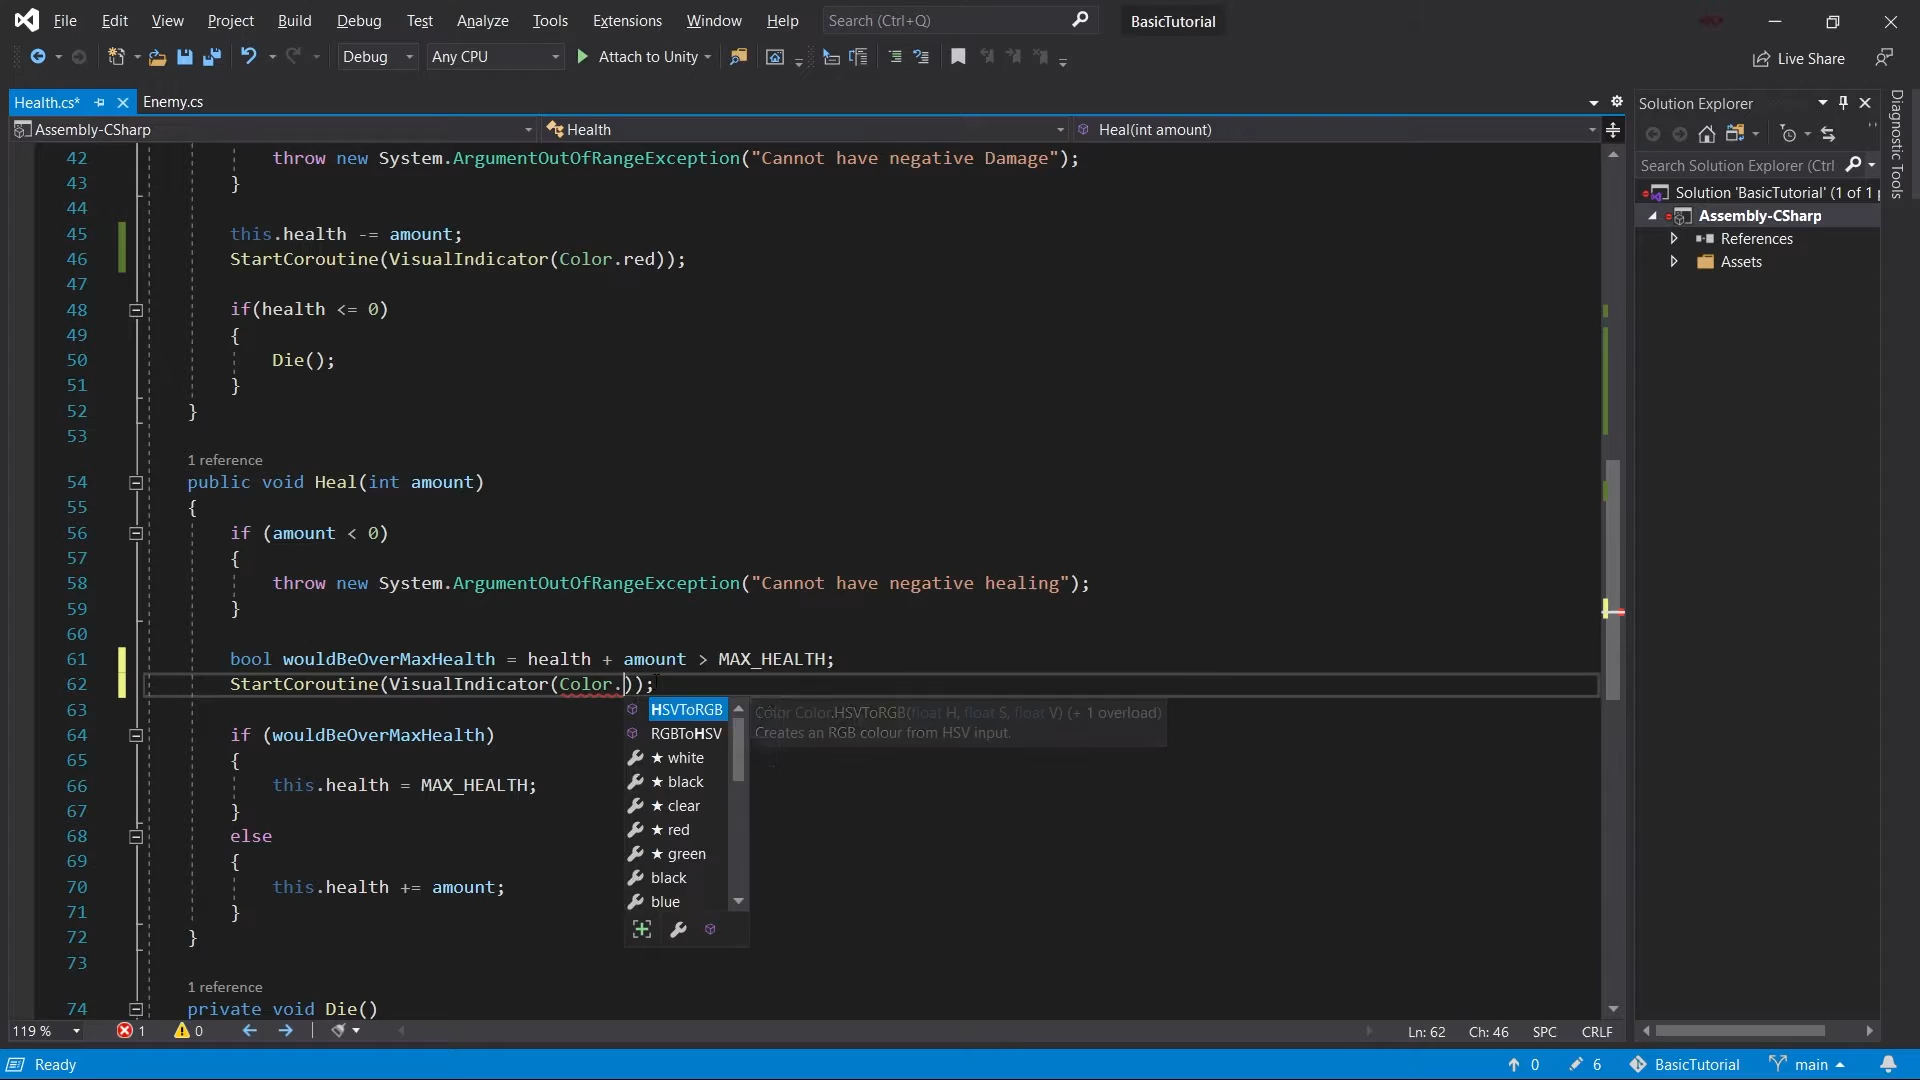 File Edit View Project Build Debug Test Analyze Tools Extensions Window Help Search (Ctrl+Q) BasicTutorial
Debug Any CPU Attach to Unity Live Share
Health.cs* Enemy.cs
Assembly-CSharp Health Heal(int amount)
42 throw new System.ArgumentOutOfRangeException("Cannot have negative Damage");
43 }
44
45 this.health -= amount;
46 StartCoroutine(VisualIndicator(Color.red));
47
48 if(health <= 0)
49 {
50 Die();
51 }
52 }
53
1 reference
54 public void Heal(int amount)
55 {
56 if (amount < 0)
57 {
58 throw new System.ArgumentOutOfRangeException("Cannot have negative healing");
59 }
60
61 bool wouldBeOverMaxHealth = health + amount > MAX_HEALTH;
62 StartCoroutine(VisualIndicator(Color.));
63
64 if (wouldBeOverMaxHealth)
65 {
66 this.health = MAX_HEALTH;
67 }
68 else
69 {
70 this.health += amount;
71 }
72 }
73
1 reference
74 private void Die()
HSVToRGB
RGBToHSV
★ white
★ black
★ clear
★ red
★ green
black
blue
Color Color.HSVToRGB(float H, float S, float V) (+ 1 overload)
Creates an RGB colour from HSV input.
Solution Explorer
Search Solution Explorer (Ctrl
Solution 'BasicTutorial' (1 of 1 p
Assembly-CSharp
References
Assets
Diagnostic Tools
119 % 1 0 Ln: 62 Ch: 46 SPC CRLF
Ready 0 6 BasicTutorial main